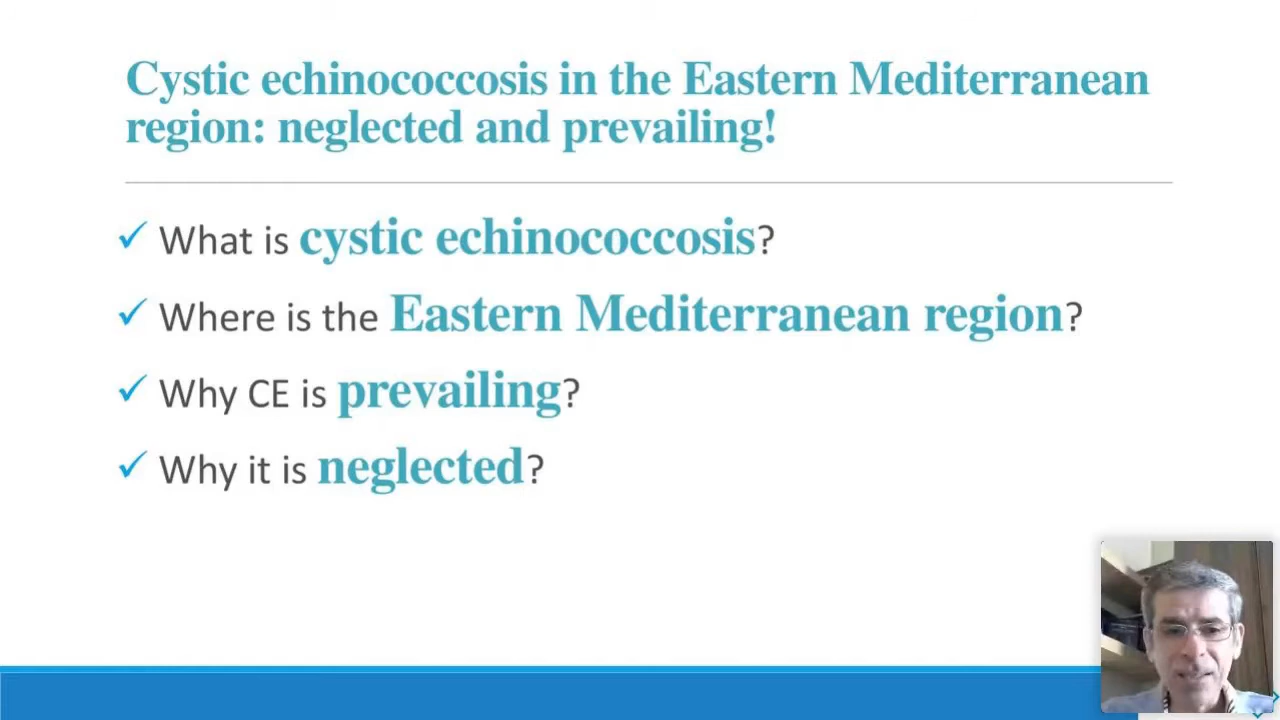 Cystic echinococcosis in the Eastern Mediterranean
region: neglected and prevailing!
What is cystic echinococcosis?
Where is the Eastern Mediterranean region?
Why CE is prevailing?
Why it is neglected?